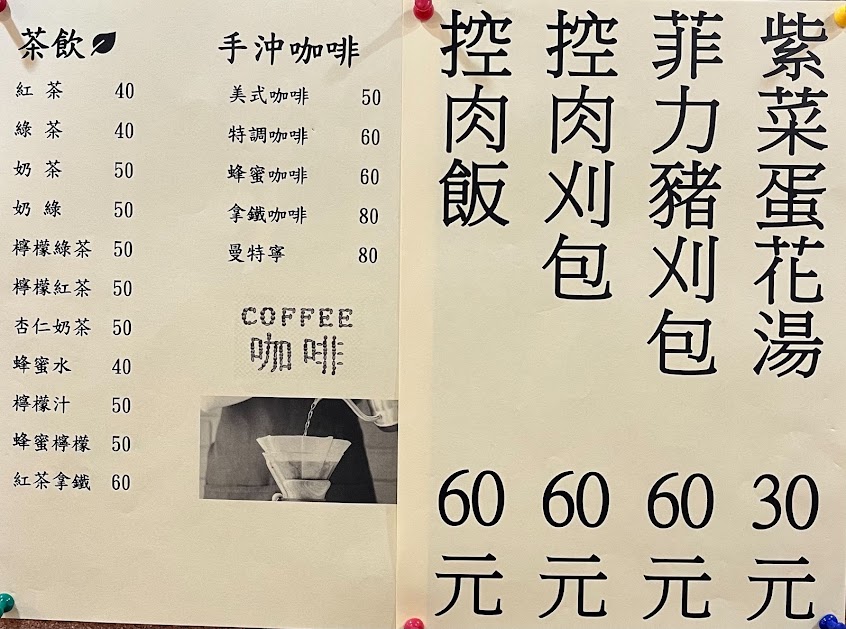 茶飲
紅茶 40
綠茶 40
奶茶 50
奶綠 50
檸檬綠茶 50
檸檬紅茶 50
杏仁奶茶 50
蜂蜜水 40
檸檬汁 50
蜂蜜檸檬 50
紅茶拿鐵 60
手沖咖啡
美式咖啡 50
特調咖啡 60
蜂蜜咖啡 60
拿鐵咖啡 80
曼特寧 80
COFFEE
咖啡
紫菜蛋花湯 30元
菲力豬刈包 60元
控肉刈包 60元
控肉飯 60元